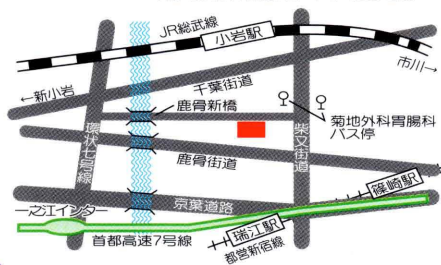 JR総武線
小岩駅
市川→
千葉街道
←新小岩
鹿骨新橋
菊地外科胃腸科
バス停
環状七号線
柴又街道
鹿骨街道
京葉道路
篠崎駅
一之江インター
瑞江駅
首都高速7号線
都営新宿線